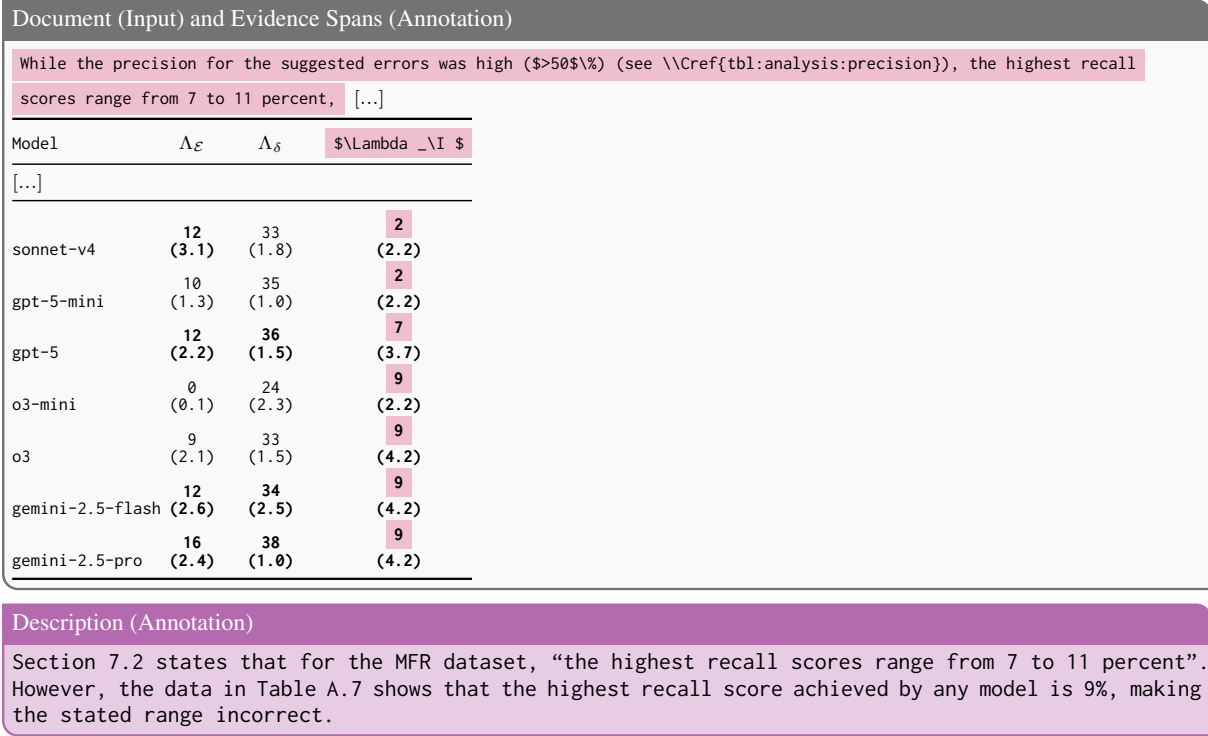 Document (Input) and Evidence Spans (Annotation)
While the precision for the suggested errors was high ($>50$\%) (see \\Cref{tbl:analysis:precision}), the highest recall
scores range from 7 to 11 percent, […]
Model Λ_ℰ Λ_δ $\Lambda _\I $
[…]
12 33 2
sonnet-v4 (3.1) (1.8) (2.2)
10 35 2
gpt-5-mini (1.3) (1.0) (2.2)
12 36 7
gpt-5 (2.2) (1.5) (3.7)
0 24 9
o3-mini (0.1) (2.3) (2.2)
9 33 9
o3 (2.1) (1.5) (4.2)
12 34 9
gemini-2.5-flash (2.6) (2.5) (4.2)
16 38 9
gemini-2.5-pro (2.4) (1.0) (4.2)
Description (Annotation)
Section 7.2 states that for the MFR dataset, “the highest recall scores range from 7 to 11 percent”.
However, the data in Table A.7 shows that the highest recall score achieved by any model is 9%, making
the stated range incorrect.